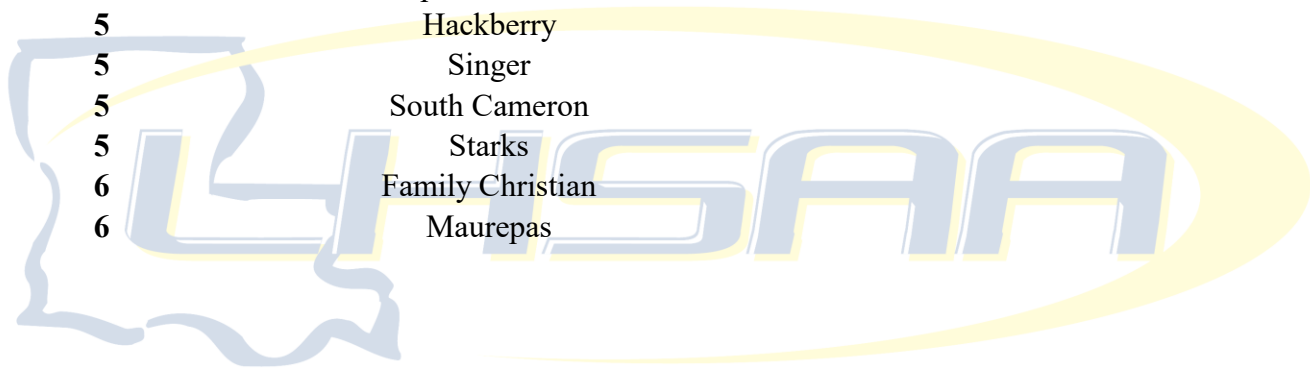 5 Hackberry
5 Singer
5 South Cameron
5 Starks
6 Family Christian
6 Maurepas
LHSAA